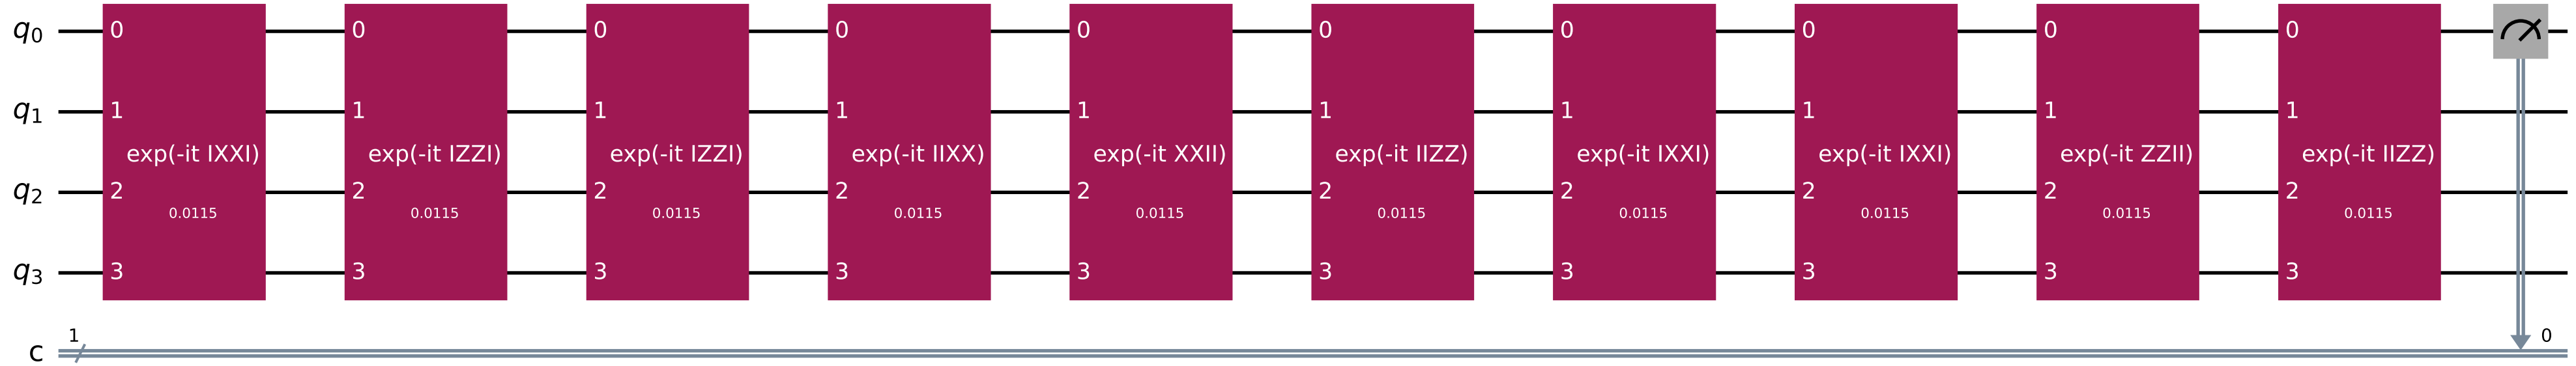 q0 0 0 0 0 0 0 0 0 0 0
q1 1 1 1 1 1 1 1 1 1 1
exp(-it IXXI) exp(-it IZZI) exp(-it IZZI) exp(-it IIXX) exp(-it XXII) exp(-it IIZZ) exp(-it IXXI) exp(-it IXXI) exp(-it ZZII) exp(-it IIZZ)
q2 2 2 2 2 2 2 2 2 2 2
0.0115 0.0115 0.0115 0.0115 0.0115 0.0115 0.0115 0.0115 0.0115 0.0115
q3 3 3 3 3 3 3 3 3 3 3
1 0
c